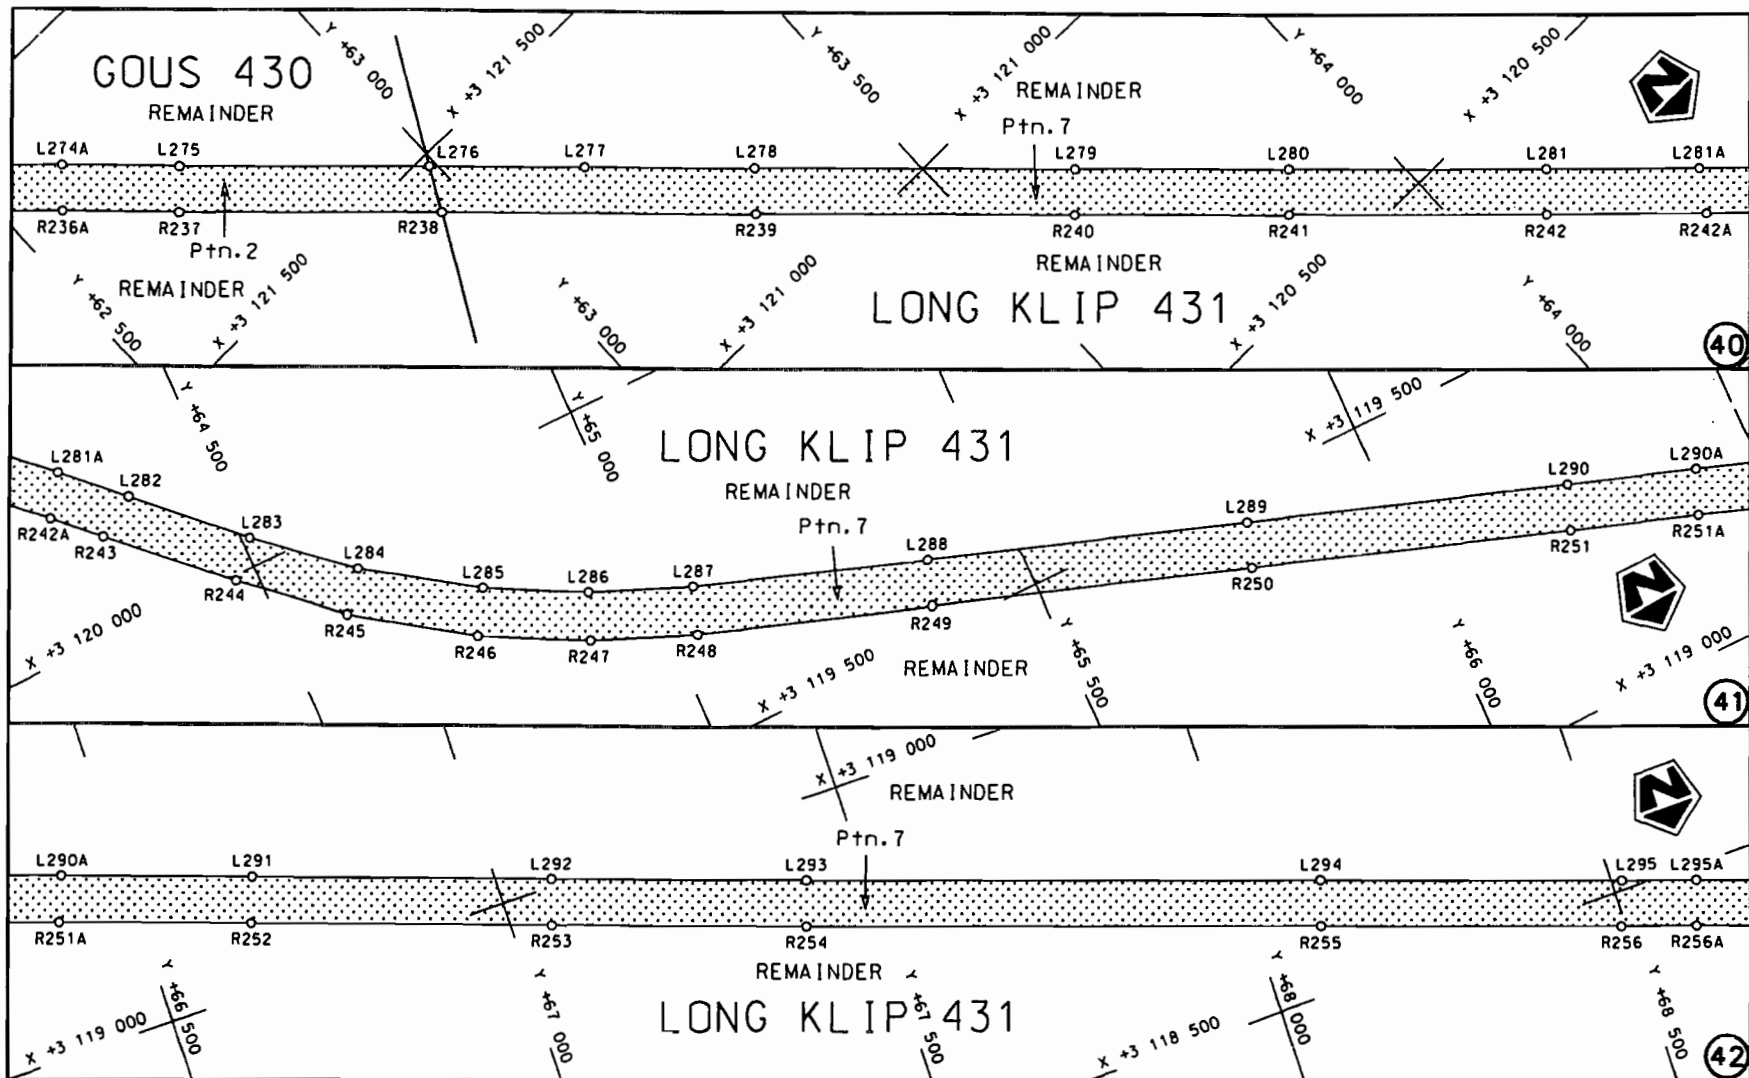 Y +63 000
X +3 121 500
Y +63 500
X +3 121 000
Y +64 000
X +3 120 500
N
GOUS 430
REMAINDER
REMAINDER
Ptn.7
L274A L275 L276 L277 L278 L279 L280 L281 L281A
R236A R237 R238 R239 R240 R241 R242 R242A
Ptn.2
REMAINDER
REMAINDER
LONG KLIP 431
Y +62 500
X +3 121 500
Y +63 000
X +3 121 000
X +3 120 500
Y +64 000
40
Y +64 500
Y +65 000
X +3 119 500
LONG KLIP 431
REMAINDER
Ptn.7
L281A L282 L283 L284 L285 L286 L287 L288 L289 L290 L290A
R242A R243 R244 R245 R246 R247 R248 R249 R250 R251 R251A
N
X +3 120 000
X +3 119 500
REMAINDER
Y +65 500
Y +66 000
X +3 119 000
41
X +3 119 000
REMAINDER
N
Ptn.7
L290A L291 L292 L293 L294 L295 L295A
R251A R252 R253 R254 R255 R256 R256A
REMAINDER
LONG KLIP 431
X +3 119 000
Y +66 500
Y +67 000
Y +67 500
X +3 118 500
Y +68 000
Y +68 500
42